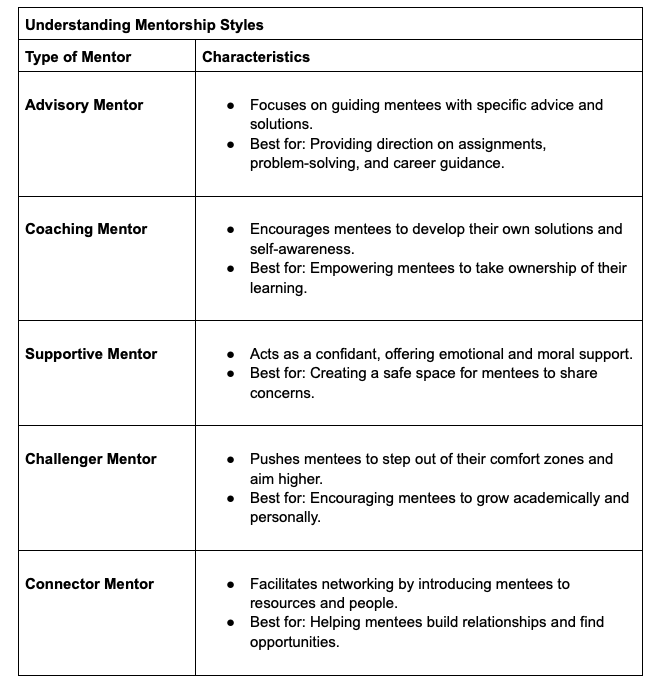 Understanding Mentorship Styles
Type of Mentor
Characteristics
Advisory Mentor
● Focuses on guiding mentees with specific advice and
solutions.
● Best for: Providing direction on assignments,
problem-solving, and career guidance.
Coaching Mentor
● Encourages mentees to develop their own solutions and
self-awareness.
● Best for: Empowering mentees to take ownership of their
learning.
Supportive Mentor
● Acts as a confidant, offering emotional and moral support.
● Best for: Creating a safe space for mentees to share
concerns.
Challenger Mentor
● Pushes mentees to step out of their comfort zones and
aim higher.
● Best for: Encouraging mentees to grow academically and
personally.
Connector Mentor
● Facilitates networking by introducing mentees to
resources and people.
● Best for: Helping mentees build relationships and find
opportunities.